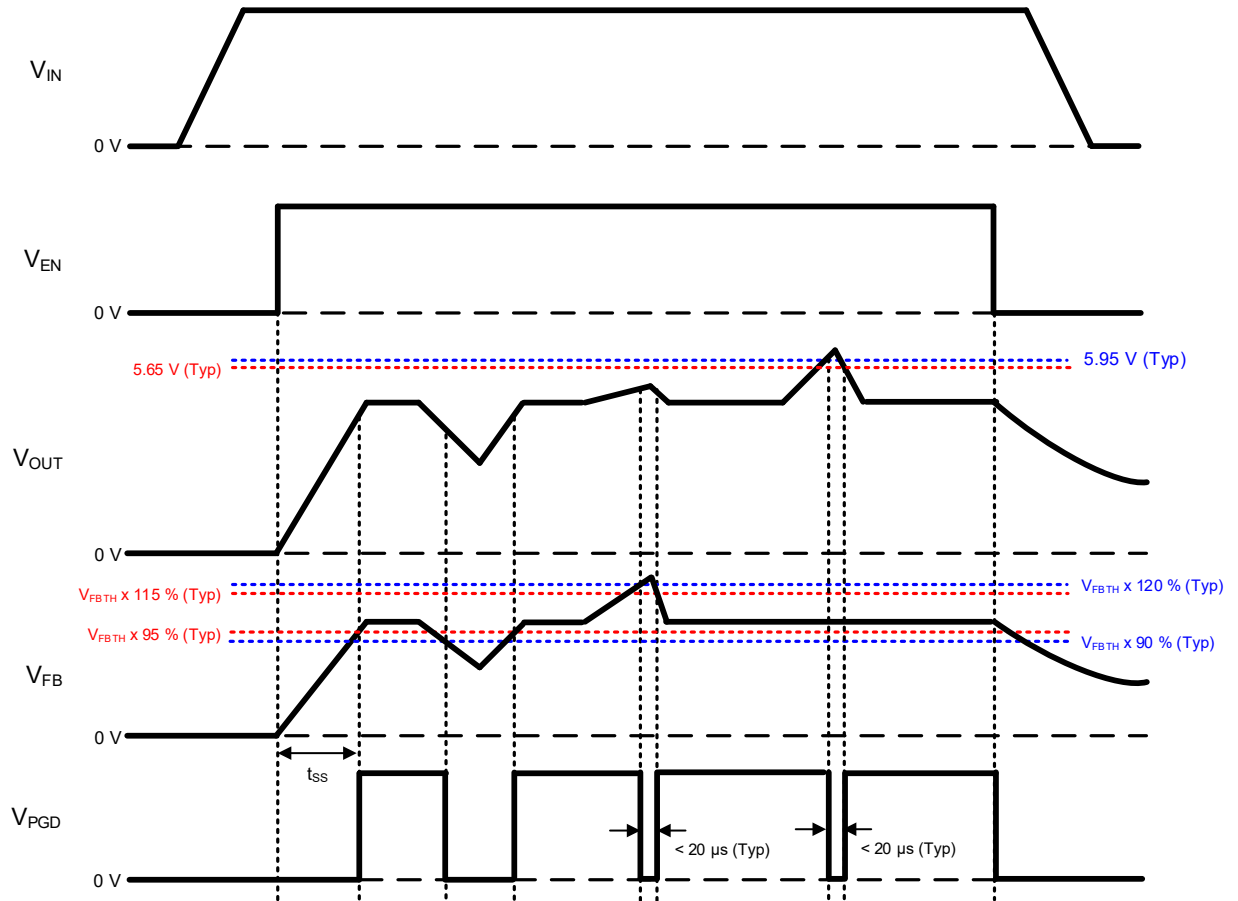 VIN
0 V
VEN
0 V
5.65 V (Typ)
5.95 V (Typ)
VOUT
0 V
VFBTH x 115 % (Typ)
VFBTH x 120 % (Typ)
VFBTH x 95 % (Typ)
VFBTH x 90 % (Typ)
VFB
0 V
tSS
VPGD
< 20 µs (Typ)
< 20 µs (Typ)
0 V